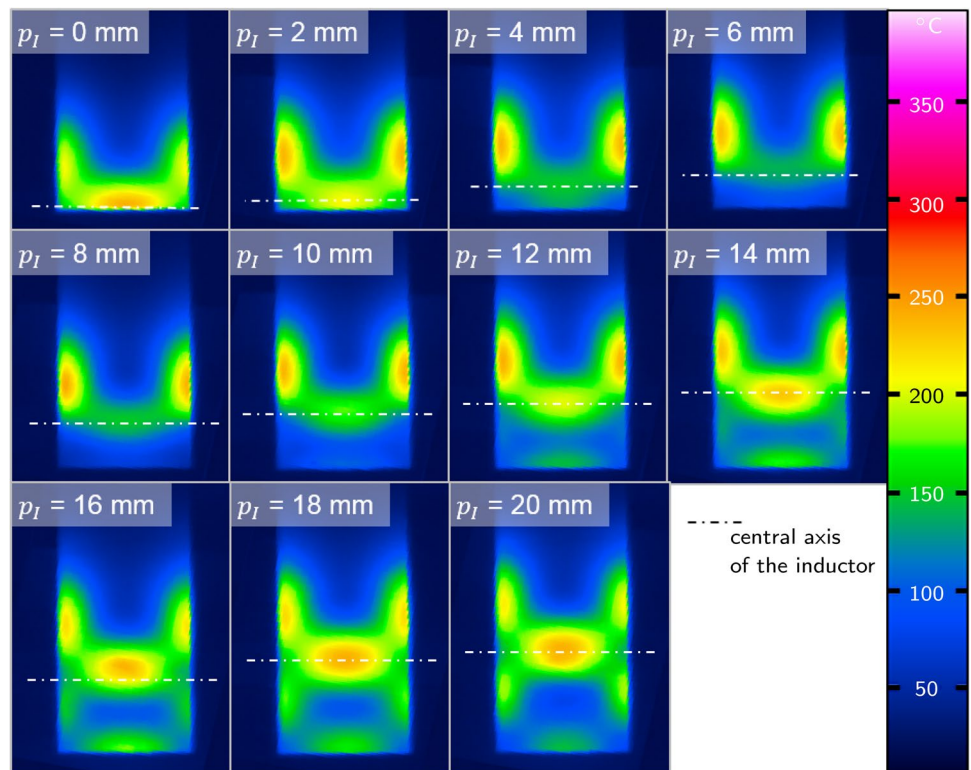 p_I = 0 mm
p_I = 2 mm
p_I = 4 mm
p_I = 6 mm
°C
350
300
p_I = 8 mm
p_I = 10 mm
p_I = 12 mm
p_I = 14 mm
250
200
150
p_I = 16 mm
p_I = 18 mm
p_I = 20 mm
central axis
of the inductor
100
50